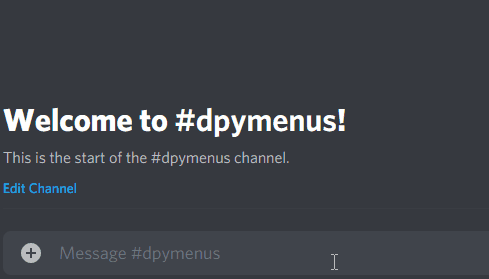 Welcome to #dpymenus!
This is the start of the #dpymenus channel.
Edit Channel
Message #dpymenus